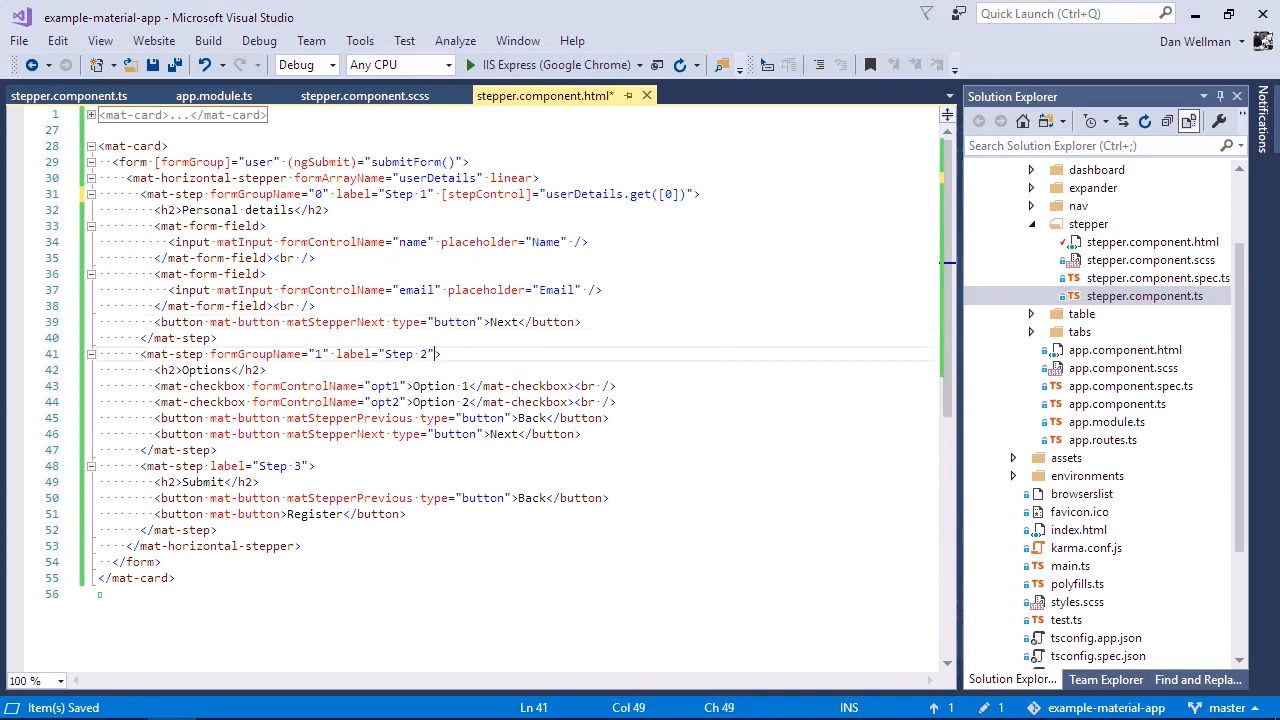 example-material-app - Microsoft Visual Studio
Quick Launch (Ctrl+Q)
File Edit View Website Build Debug Team Tools Test Analyze Window Help
Dan Wellman
Debug Any CPU IIS Express (Google Chrome)
stepper.component.ts app.module.ts stepper.component.scss stepper.component.html*
1 <mat-card>...</mat-card>
27
28 <mat-card>
29 <form [formGroup]="user" (ngSubmit)="submitForm()">
30 <mat-horizontal-stepper formArrayName="userDetails" linear>
31 <mat-step formGroupName="0" label="Step 1" [stepControl]="userDetails.get([0])">
32 <h2>Personal details</h2>
33 <mat-form-field>
34 <input matInput formControlName="name" placeholder="Name" />
35 </mat-form-field><br />
36 <mat-form-field>
37 <input matInput formControlName="email" placeholder="Email" />
38 </mat-form-field><br />
39 <button mat-button matStepperNext type="button">Next</button>
40 </mat-step>
41 <mat-step formGroupName="1" label="Step 2">
42 <h2>Options</h2>
43 <mat-checkbox formControlName="opt1">Option 1</mat-checkbox><br />
44 <mat-checkbox formControlName="opt2">Option 2</mat-checkbox><br />
45 <button mat-button matStepperPrevious type="button">Back</button>
46 <button mat-button matStepperNext type="button">Next</button>
47 </mat-step>
48 <mat-step label="Step 3">
49 <h2>Submit</h2>
50 <button mat-button matStepperPrevious type="button">Back</button>
51 <button mat-button>Register</button>
52 </mat-step>
53 </mat-horizontal-stepper>
54 </form>
55 </mat-card>
56
100 %
Solution Explorer
Search Solution Explorer (Ctrl+;)
dashboard
expander
nav
stepper
stepper.component.html
stepper.component.scss
TS stepper.component.spec.ts
TS stepper.component.ts
table
tabs
app.component.html
app.component.scss
TS app.component.spec.ts
TS app.component.ts
TS app.module.ts
TS app.routes.ts
assets
environments
browserslist
favicon.ico
index.html
karma.conf.js
TS main.ts
TS polyfills.ts
styles.scss
TS test.ts
tsconfig.app.json
tsconfig.spec.json
Solution Explor... Team Explorer Find and Repla...
Notifications
Item(s) Saved Ln 41 Col 49 Ch 49 INS 1 1 example-material-app master